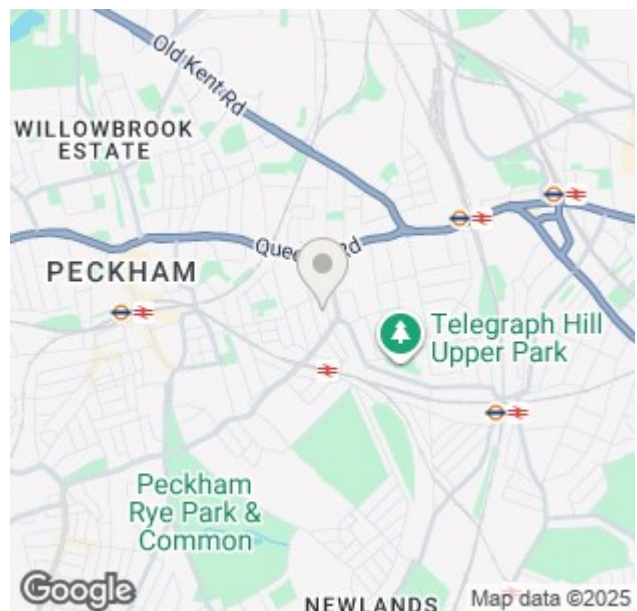 Old Kent Rd
WILLOWBROOK
ESTATE
Rd
PECKHAM
Telegraph Hill
Upper Park
Peckham
Rye Park &
Common
Google
NEWLANDS
Map data ©2025